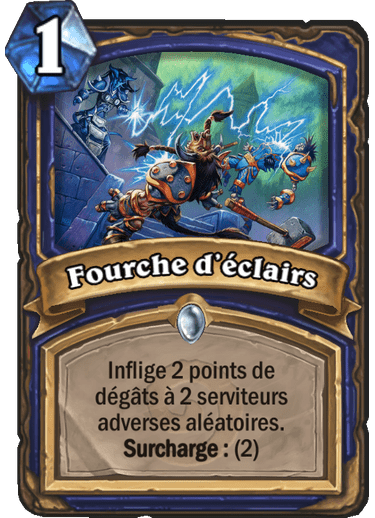 1
Fourche d'éclairs
Inflige 2 points de
dégâts à 2 serviteurs
adverses aléatoires.
Surcharge : (2)